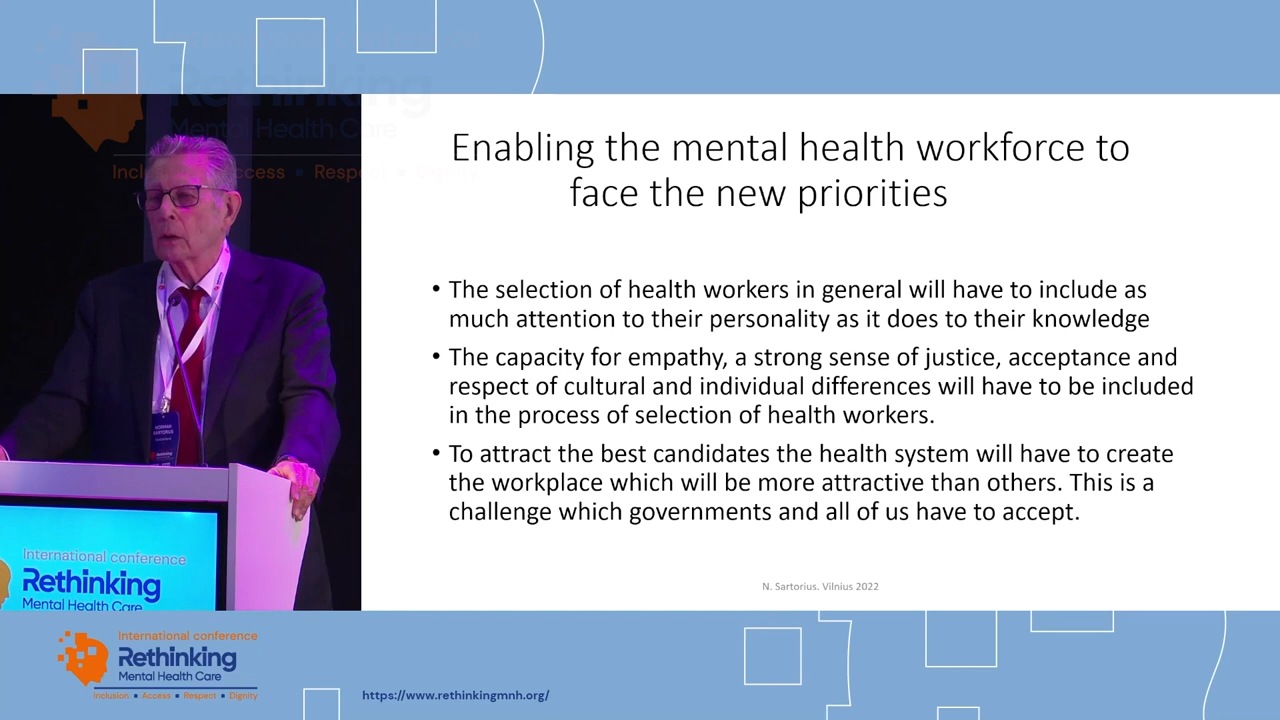 Rethinking
Mental Health Care
Enabling the mental health workforce to
face the new priorities
• The selection of health workers in general will have to include as
much attention to their personality as it does to their knowledge
• The capacity for empathy, a strong sense of justice, acceptance and
respect of cultural and individual differences will have to be included
in the process of selection of health workers.
• To attract the best candidates the health system will have to create
the workplace which will be more attractive than others. This is a
challenge which governments and all of us have to accept.
N. Sartorius. Vilnius 2022
NORMAN
SARTORIUS
International conference
Rethinking
Mental Health Care
International conference
Rethinking
Mental Health Care
Inclusion ▪ Access ▪ Respect ▪ Dignity
https://www.rethinkingmnh.org/